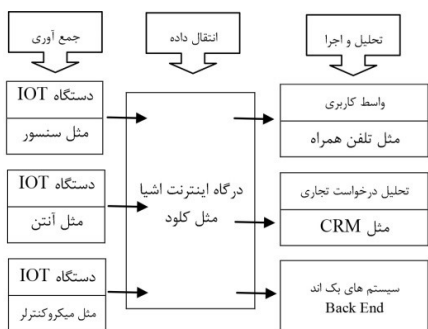 جمع آوری
انتقال داده
تحلیل و اجرا
دستگاه IOT
مثل سنسور
دستگاه IOT
مثل آنتن
دستگاه IOT
مثل میکروکنترلر
درگاه اینترنت اشیا
مثل کلود
واسط کاربری
مثل تلفن همراه
تحلیل درخواست تجاری
مثل CRM
سیستم های بک اند
Back End